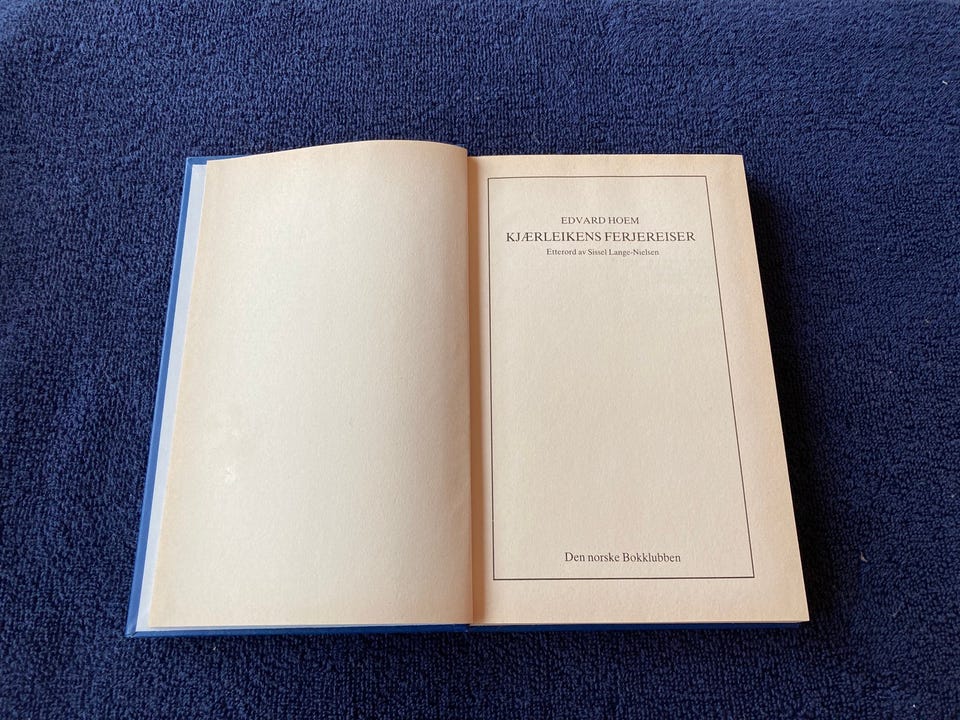 EDVARD HOEM
KJÆRLEIKENS FERJEREISER
Etterord av Sissel Lange-Nielsen
Den norske Bokklubben